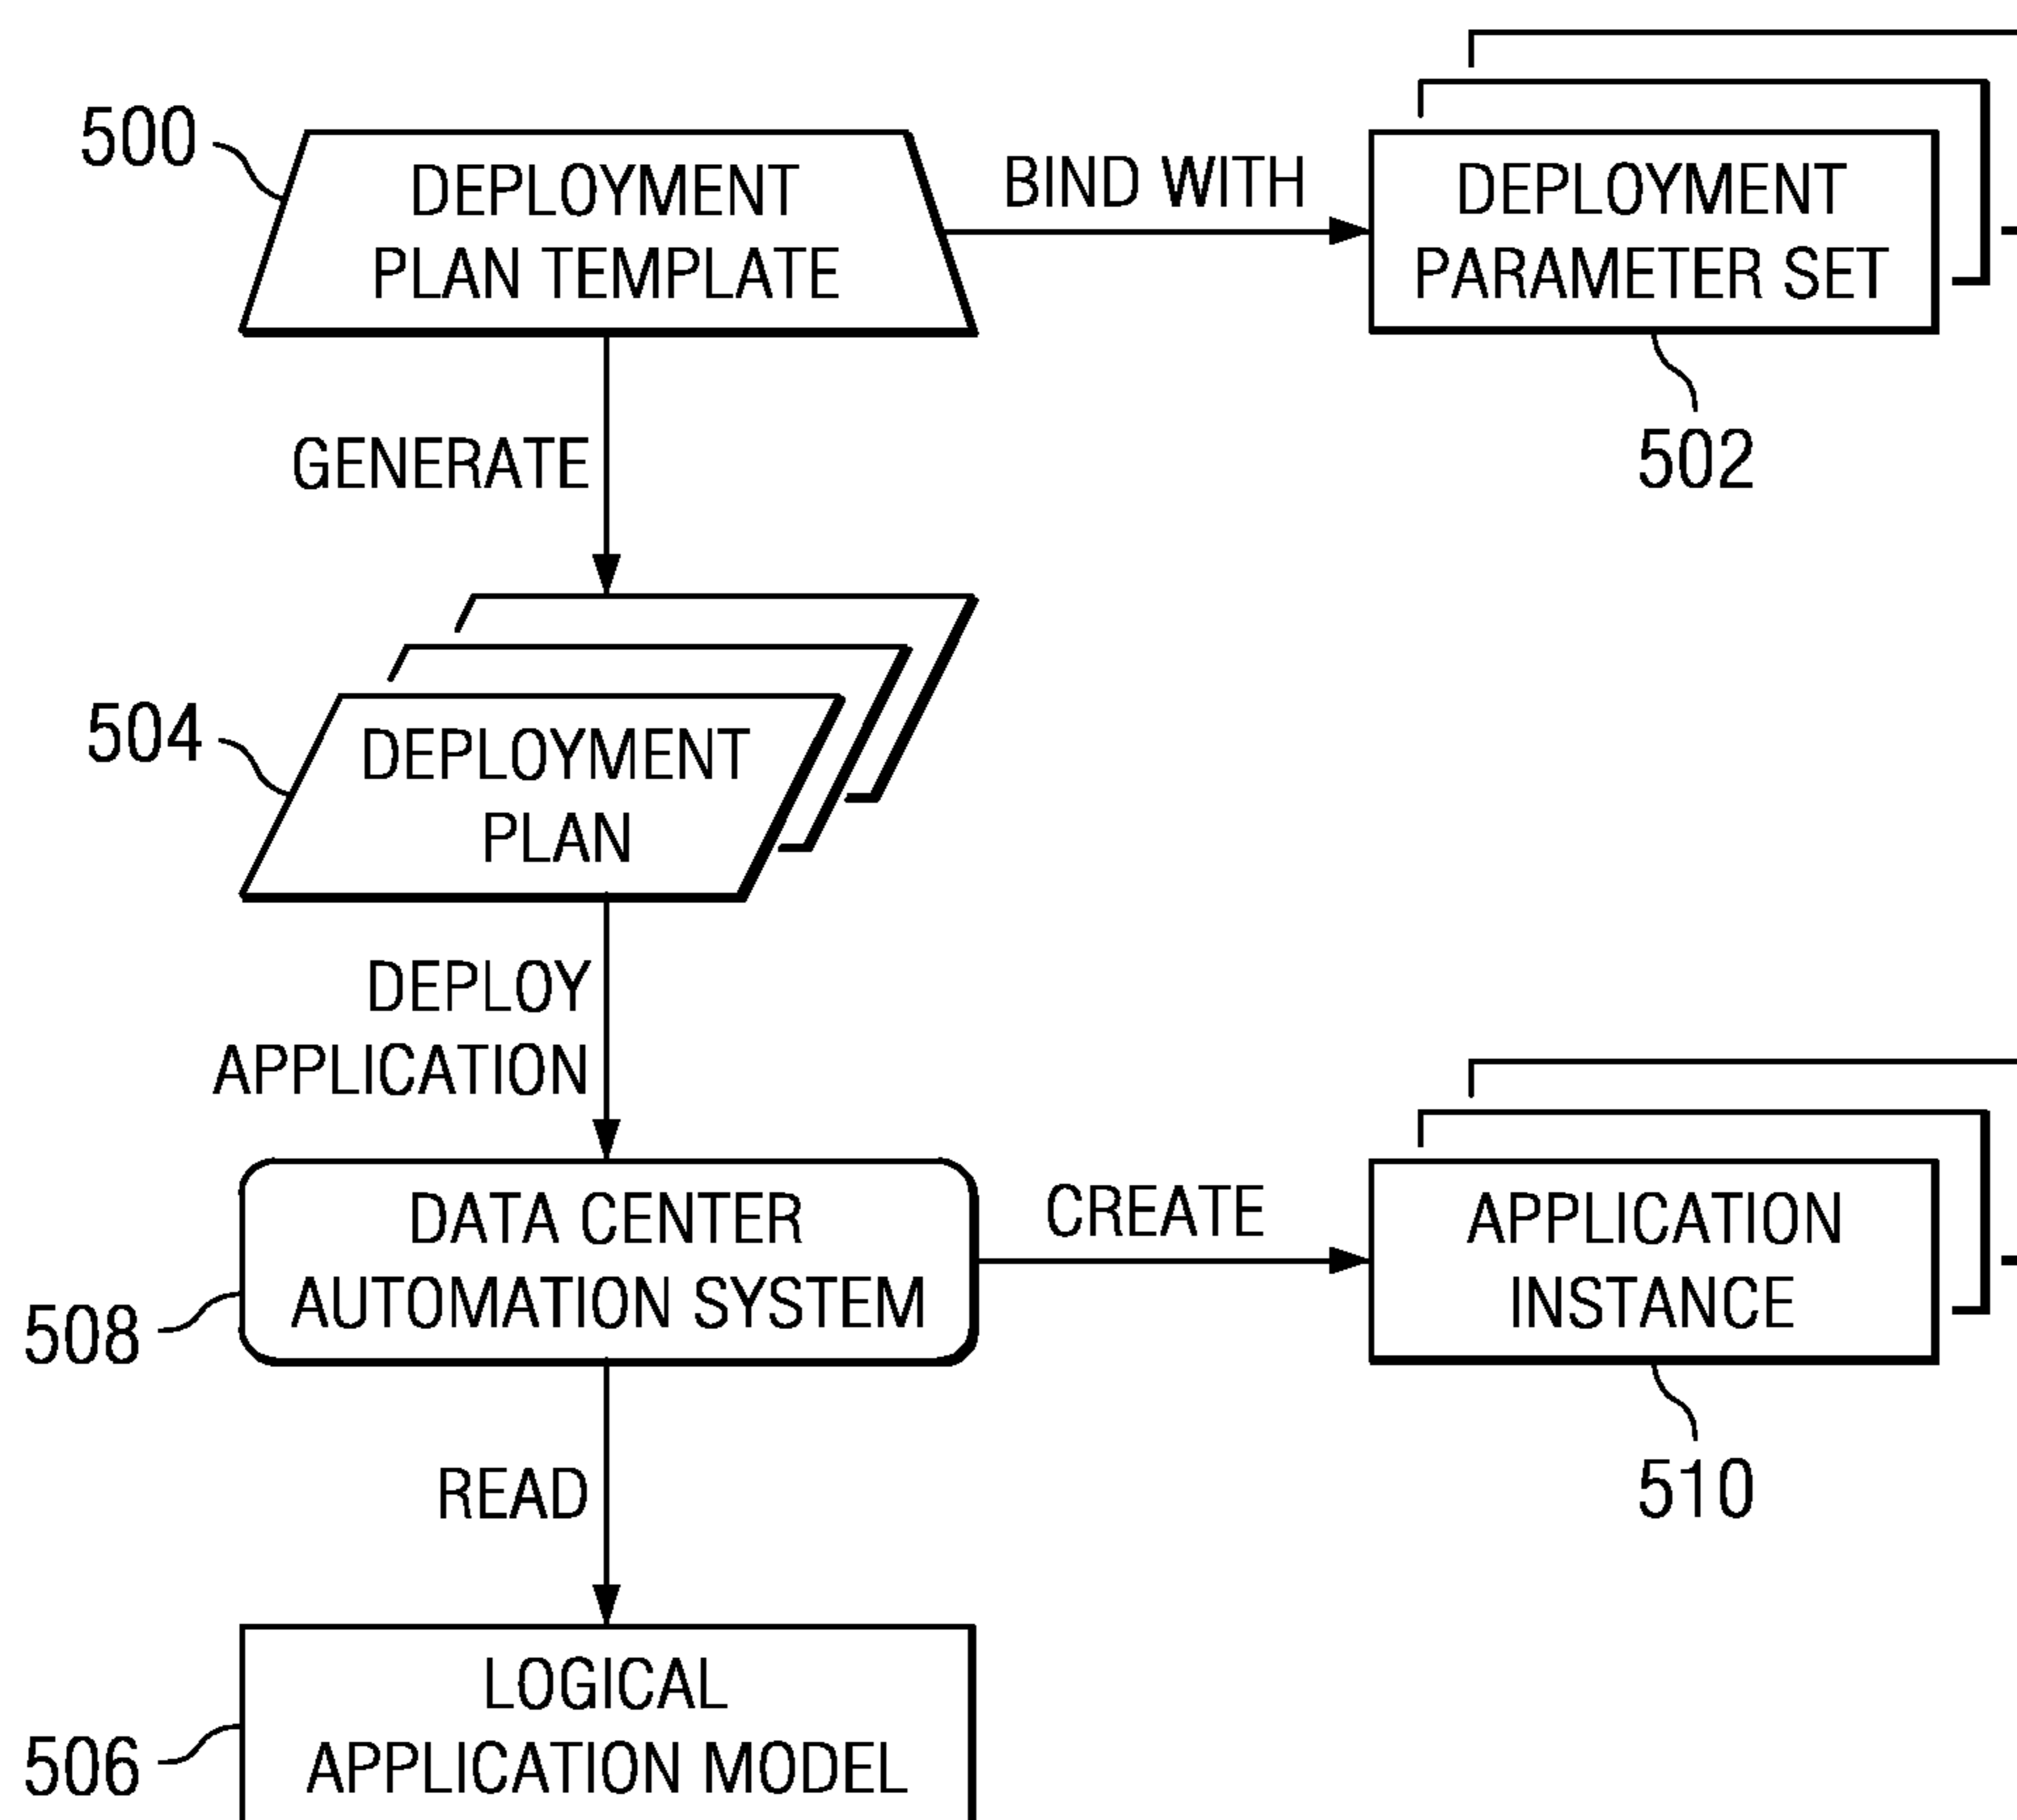 500
DEPLOYMENT
PLAN TEMPLATE
BIND WITH
DEPLOYMENT
PARAMETER SET
502
GENERATE
504
DEPLOYMENT
PLAN
DEPLOY
APPLICATION
508
DATA CENTER
AUTOMATION SYSTEM
CREATE
APPLICATION
INSTANCE
510
READ
506
LOGICAL
APPLICATION MODEL